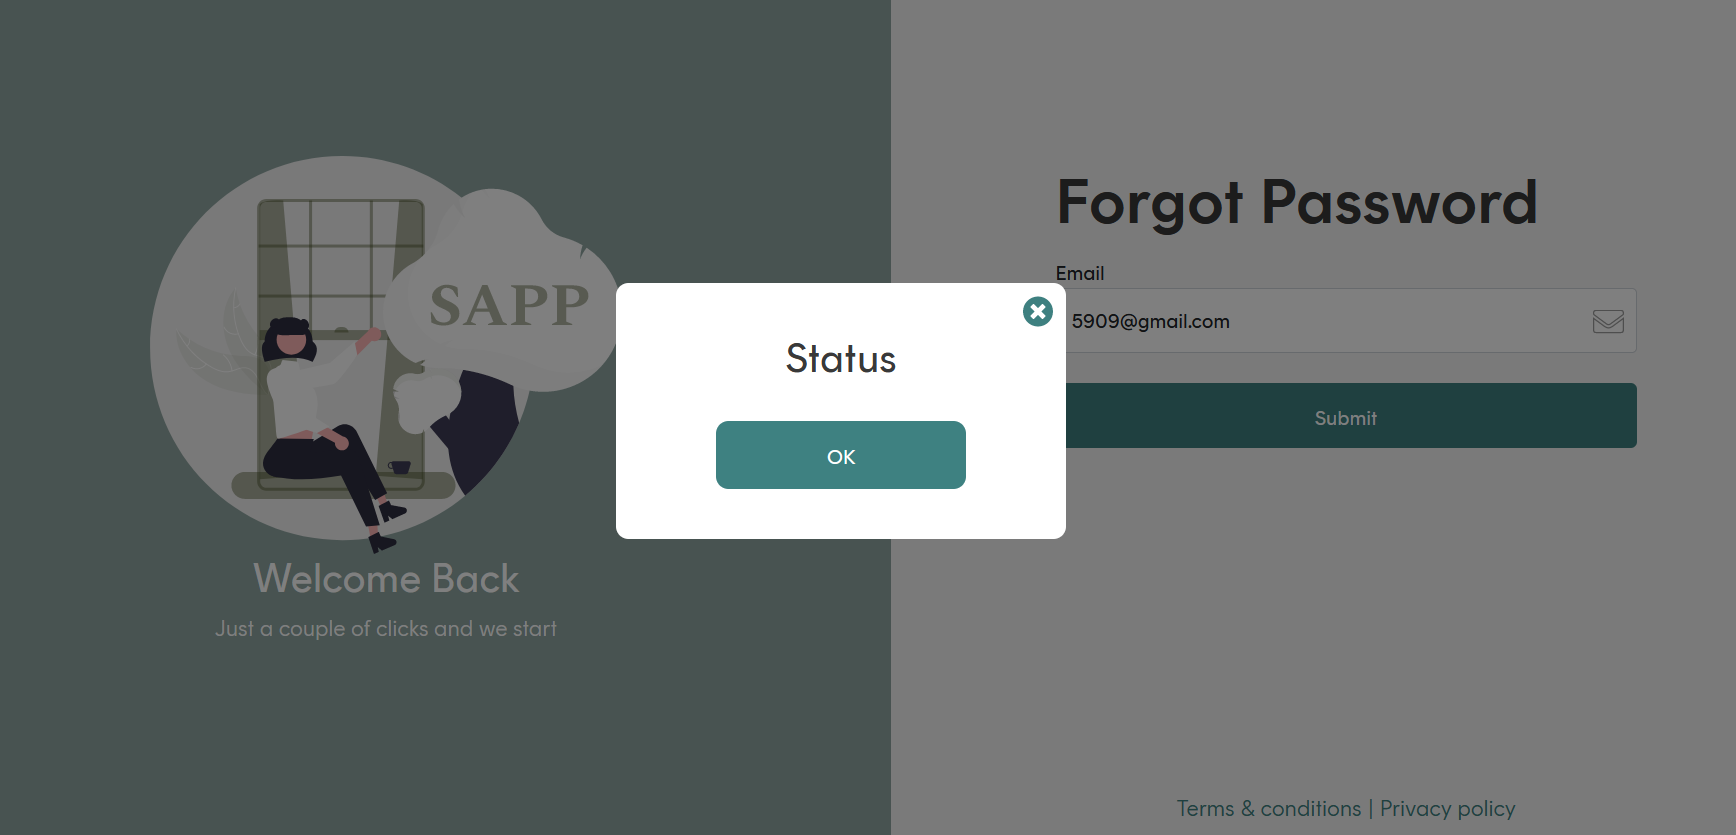 SAPP
Welcome Back
Just a couple of clicks and we start
Forgot Password
Email
5909@gmail.com
Submit
Status
OK
Terms & conditions | Privacy policy